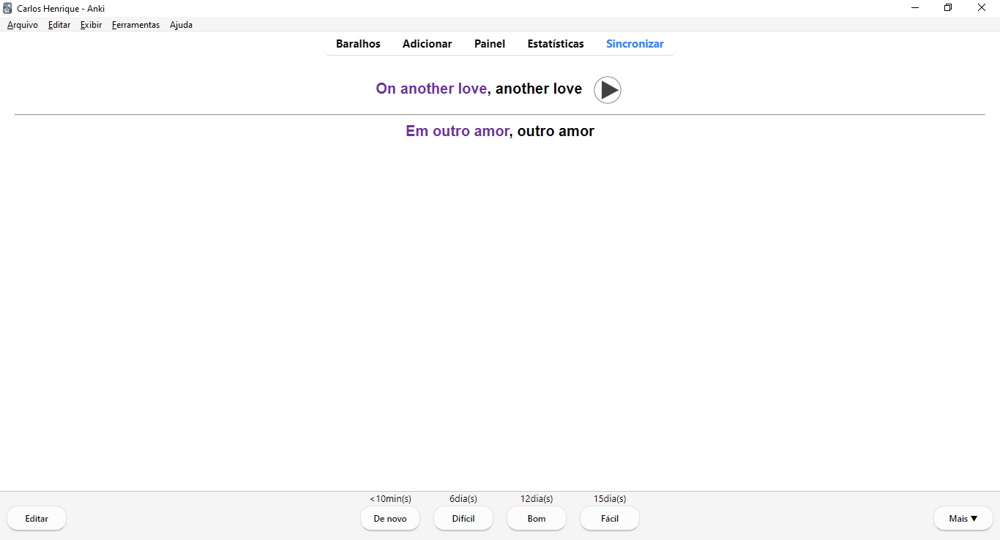 Carlos Henrique - Anki
Arquivo Editar Exibir Ferramentas Ajuda
Baralhos Adicionar Painel Estatísticas Sincronizar
On another love, another love
Em outro amor, outro amor
<10min(s) 6dia(s) 12dia(s) 15dia(s)
Editar De novo Difícil Bom Fácil Mais ▼